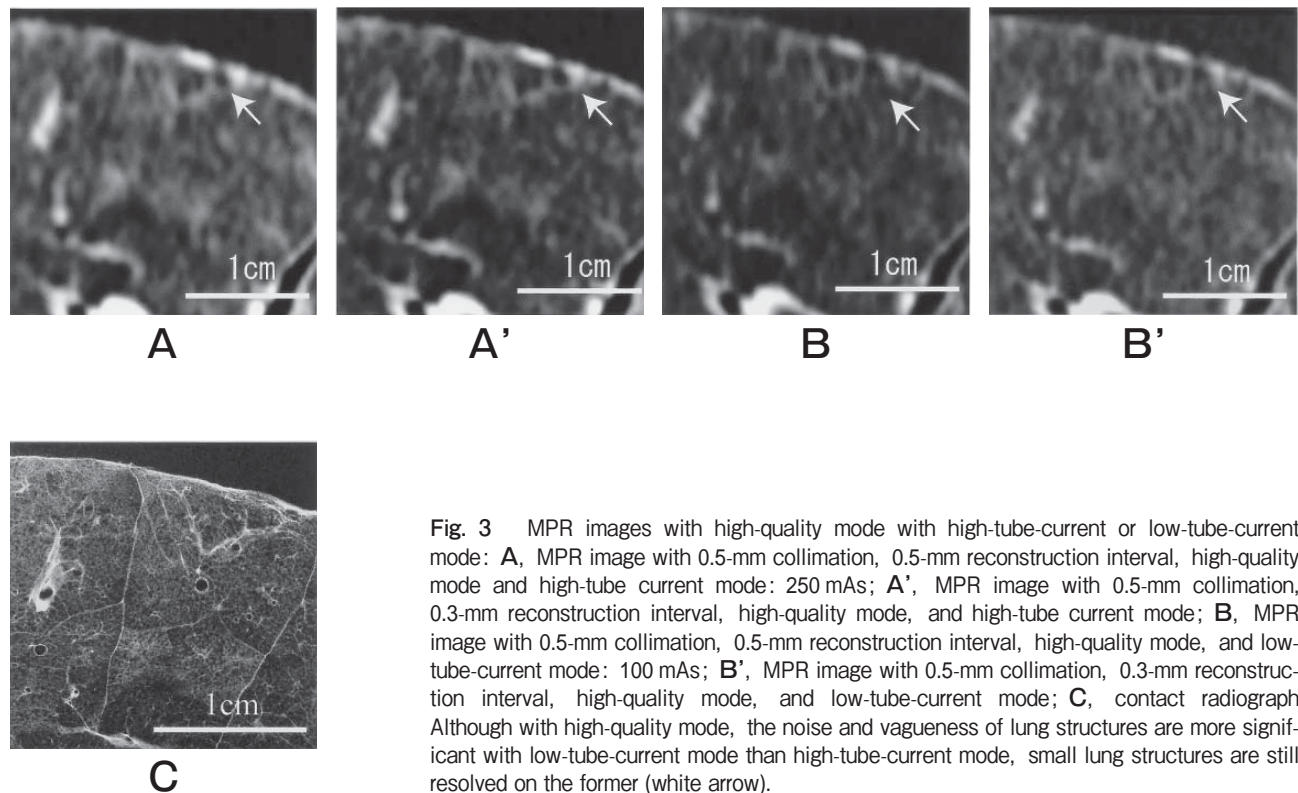 1cm
1cm
1cm
1cm
A
A’
B
B’
1cm
C
Fig. 3 MPR images with high-quality mode with high-tube-current or low-tube-current
mode: A, MPR image with 0.5-mm collimation, 0.5-mm reconstruction interval, high-quality
mode and high-tube current mode: 250 mAs; A’, MPR image with 0.5-mm collimation,
0.3-mm reconstruction interval, high-quality mode, and high-tube current mode; B, MPR
image with 0.5-mm collimation, 0.5-mm reconstruction interval, high-quality mode, and low-
tube-current mode: 100 mAs; B’, MPR image with 0.5-mm collimation, 0.3-mm reconstruc-
tion interval, high-quality mode, and low-tube-current mode; C, contact radiograph
Although with high-quality mode, the noise and vagueness of lung structures are more signif-
icant with low-tube-current mode than high-tube-current mode, small lung structures are still
resolved on the former (white arrow).